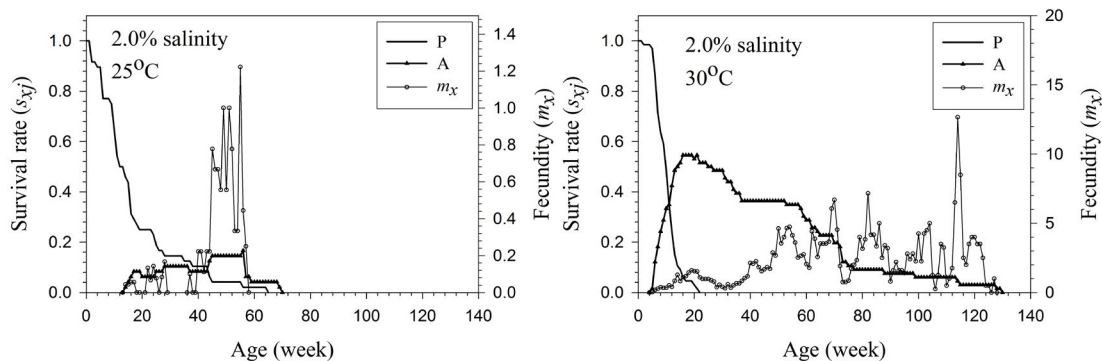 2.0% salinity
25°C
P
A
mx
Survival rate (sxj)
1.0
0.8
0.6
0.4
0.2
0.0
1.4
1.2
1.0
0.8
0.6
0.4
0.2
0.0
Fecundity (mx)
0 20 40 60 80 100 120 140
Age (week)
2.0% salinity
30°C
P
A
mx
Survival rate (sxj)
1.0
0.8
0.6
0.4
0.2
0.0
20
15
10
5
0
Fecundity (mx)
0 20 40 60 80 100 120 140
Age (week)